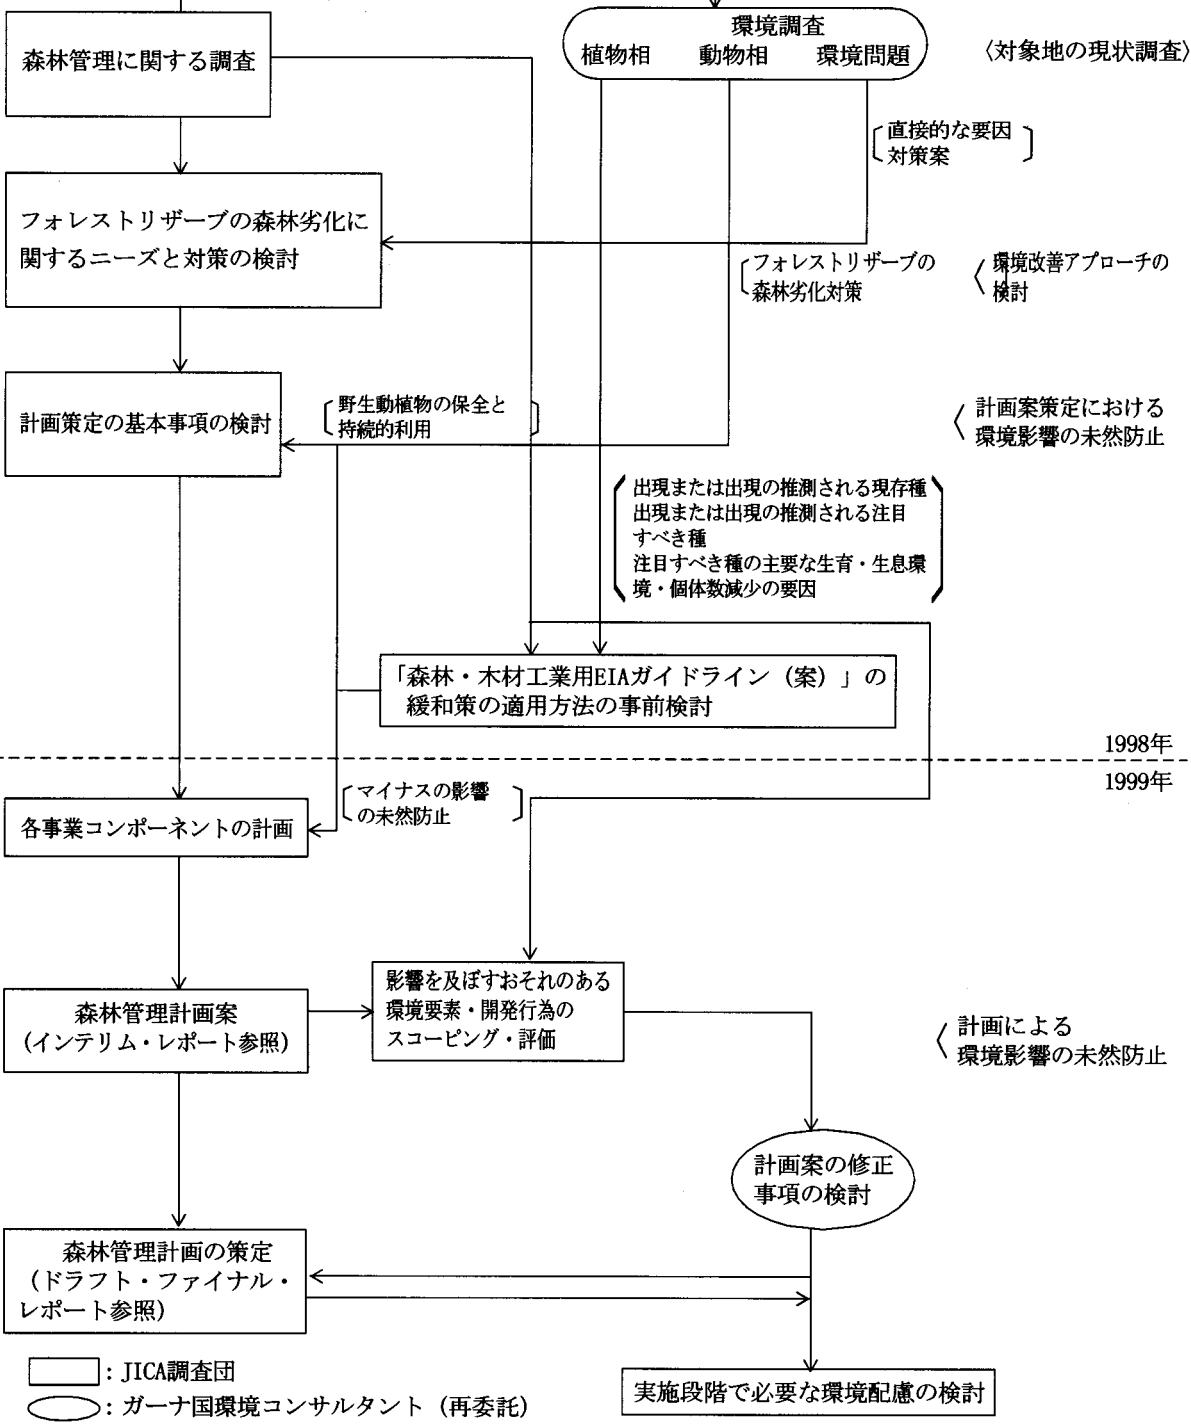 環境調査
植物相 動物相 環境問題
森林管理に関する調査
〈対象地の現状調査〉
直接的な要因
対策案
フォレストリザーブの森林劣化に
関するニーズと対策の検討
フォレストリザーブの
森林劣化対策
環境改善アプローチの
検討
計画策定の基本事項の検討
野生動植物の保全と
持続的利用
計画案策定における
環境影響の未然防止
出現または出現の推測される現存種
出現または出現の推測される注目
すべき種
注目すべき種の主要な生育・生息環
境・個体数減少の要因
「森林・木材工業用EIAガイドライン（案）」の
緩和策の適用方法の事前検討
1998年
1999年
マイナスの影響
の未然防止
各事業コンポーネントの計画
森林管理計画案
(インテリム・レポート参照)
影響を及ぼすおそれのある
環境要素・開発行為の
スコーピング・評価
計画による
環境影響の未然防止
計画案の修正
事項の検討
森林管理計画の策定
(ドラフト・ファイナル・
レポート参照)
実施段階で必要な環境配慮の検討
: JICA調査団
: ガーナ国環境コンサルタント（再委託）